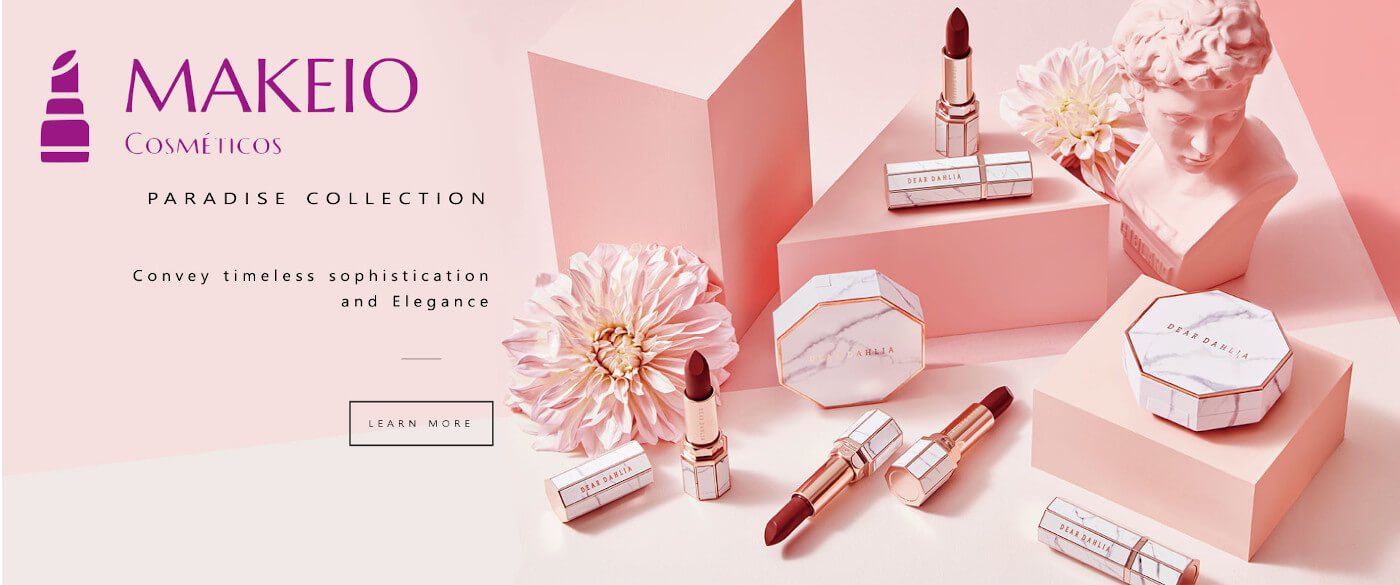 MAKEIO
COSMÉTICOS
PARADISE COLLECTION
Convey timeless sophistication
and Elegance
LEARN MORE
DEAR DAHLIA
DEAR DAHLIA
DEAR DAHLIA
DEAR DAHLIA
DEAR DAHLIA